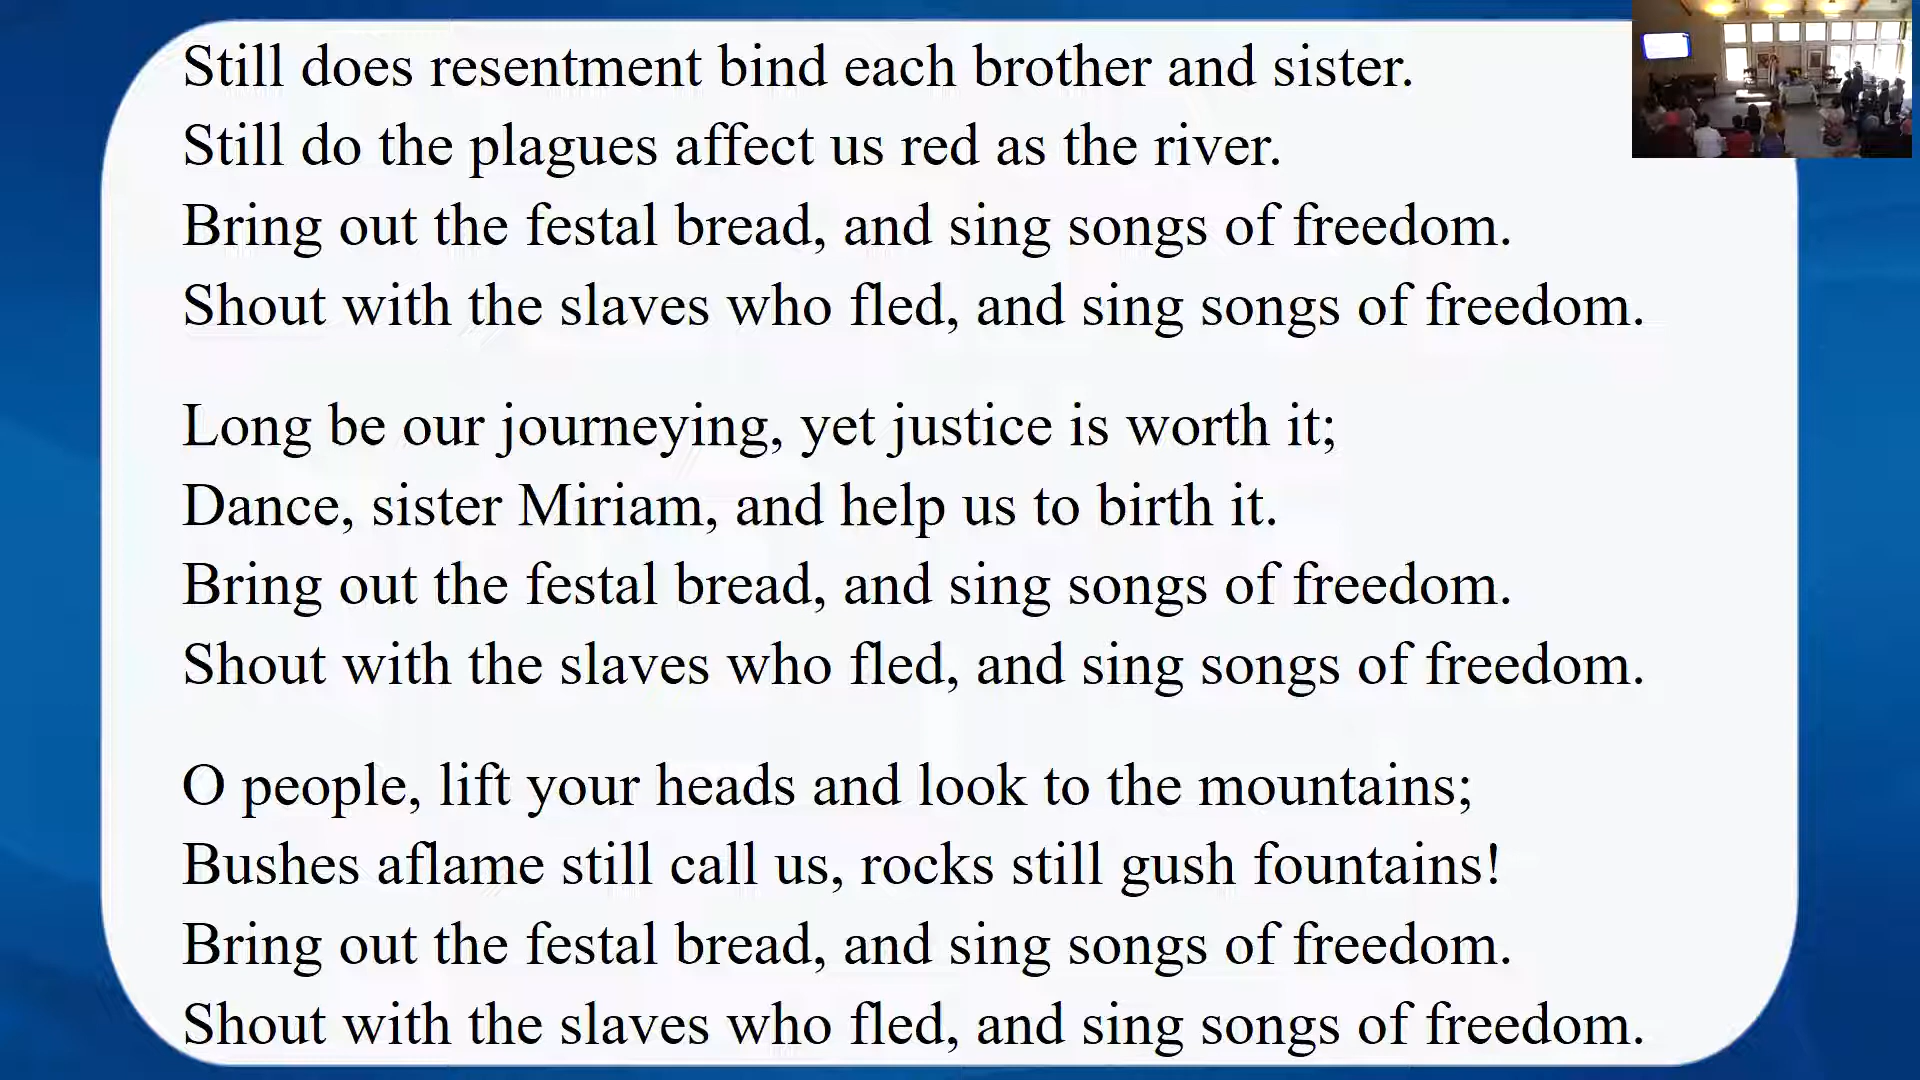 Still does resentment bind each brother and sister.
Still do the plagues affect us red as the river.
Bring out the festal bread, and sing songs of freedom.
Shout with the slaves who fled, and sing songs of freedom.
Long be our journeying, yet justice is worth it;
Dance, sister Miriam, and help us to birth it.
Bring out the festal bread, and sing songs of freedom.
Shout with the slaves who fled, and sing songs of freedom.
O people, lift your heads and look to the mountains;
Bushes aflame still call us, rocks still gush fountains!
Bring out the festal bread, and sing songs of freedom.
Shout with the slaves who fled, and sing songs of freedom.